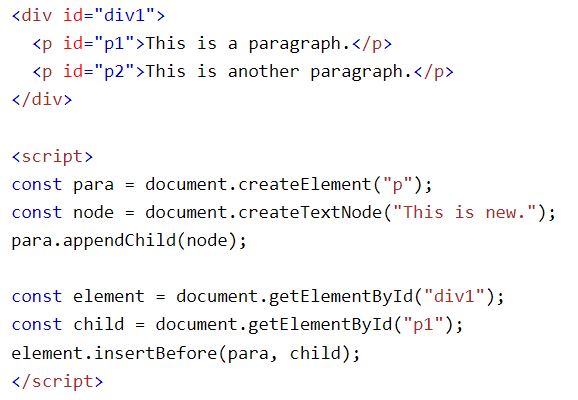 <div id="div1">
  <p id="p1">This is a paragraph.</p>
  <p id="p2">This is another paragraph.</p>
</div>

<script>
const para = document.createElement("p");
const node = document.createTextNode("This is new.");
para.appendChild(node);

const element = document.getElementById("div1");
const child = document.getElementById("p1");
element.insertBefore(para, child);
</script>